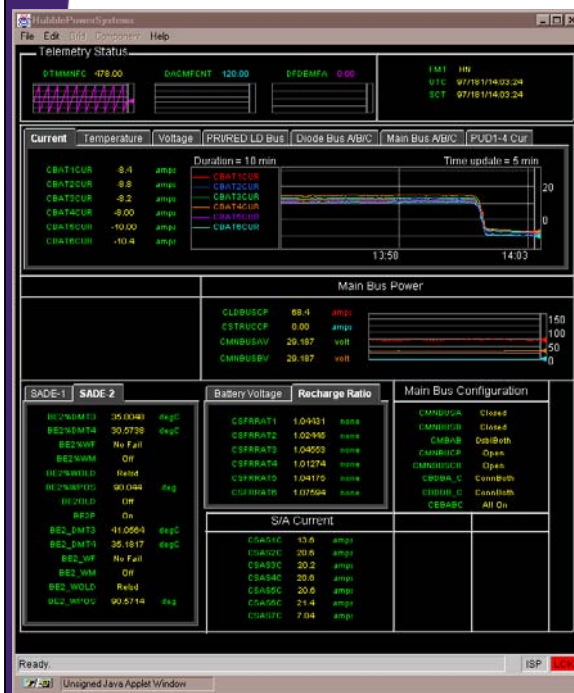 HubblePowerSystems
File Edit Grid Component Help
Telemetry Status
DTMMNFC 478.00 DACMFCNT 120.00 DFDEMFA 0.00
FMT HN
UTC 97/181/14:03:24
SCT 97/181/14:03:24
Current Temperature Voltage PRI/RED LD Bus Diode Bus A/B/C Main Bus A/B/C PUD1-4 Cur
Duration = 10 min Time update = 5 min
CBAT1CUR -8.4 amps CBAT1CUR
CBAT2CUR -8.8 amps CBAT2CUR
CBAT3CUR -9.2 amps CBAT3CUR
CBAT4CUR -8.00 amps CBAT4CUR
CBAT5CUR -10.00 amps CBAT5CUR
CBAT6CUR -10.4 amps CBAT6CUR
20
0
13:50 14:03
Main Bus Power
CLDBUSCP 68.4 amps
CSTRUCCP 0.00 amps
CMNBUSAV 29.187 volt
CMNBUSBV 29.187 volt
150
100
50
0
SADE-1 SADE-2
BE2%DMT3 degC
BE2%DMT4 30.5738 degC
BE2%WF No Fail
BE2%WM Off
BE2%WOLD Relsd
BE2%WPOS 90.044 deg
BE2OLD Off
BE2P On
BE2_DMT3 41.0564 degC
BE2_DMT4 35.1817 degC
BE2_WF No Fail
BE2_WM Off
BE2_WOLD Relsd
BE2_WPOS 90.5714 deg
Battery Voltage Recharge Ratio
CSFRRAT1 1.04431 none
CSFRRAT2 1.02446 none
CSFRRAT3 1.04553 none
CSFRRAT4 1.01274 none
CSFRRAT5 1.04175 none
CSFRRAT6 1.07594 none
S/A Current
CSAS1C 13.6 amps
CSAS2C 20.6 amps
CSAS3C 20.2 amps
CSAS4C 20.6 amps
CSAS5C 20.6 amps
CSAS6C 21.4 amps
CSAS7C 7.04 amps
Main Bus Configuration
CMNBUSA Closed
CMNBUSB Closed
CMBAB DsblBoth
CMNBUSCP Open
CMNBUSCR Open
CBDBA_C ConnBoth
CBDBB_C ConnBoth
CEBABC All On
Ready. ISP LCK
Unsigned Java Applet Window